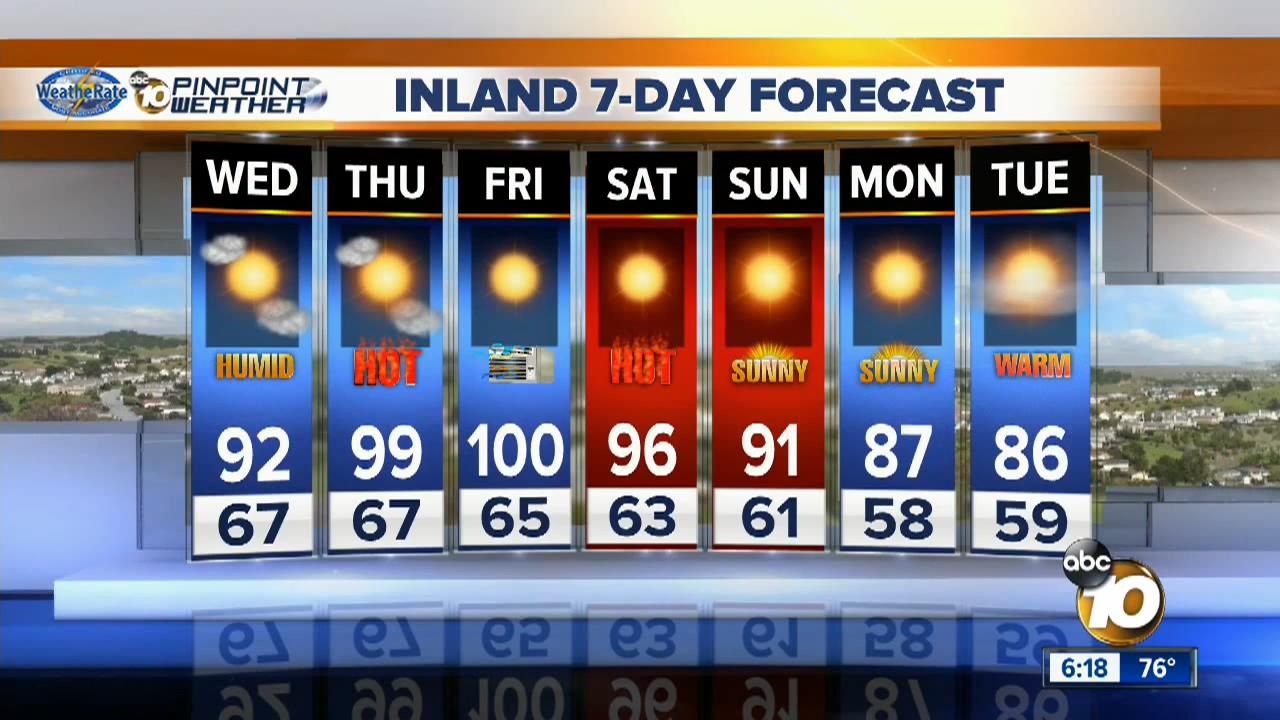 CERTIFIED
WeatheRate
abc
10
PINPOINT
WEATHER
INLAND 7-DAY FORECAST
WED THU FRI SAT SUN MON TUE
HUMID HOT HOT SUNNY SUNNY WARM
92 99 100 96 91 87 86
67 67 65 63 61 58 59
abc
10
6:18 76°